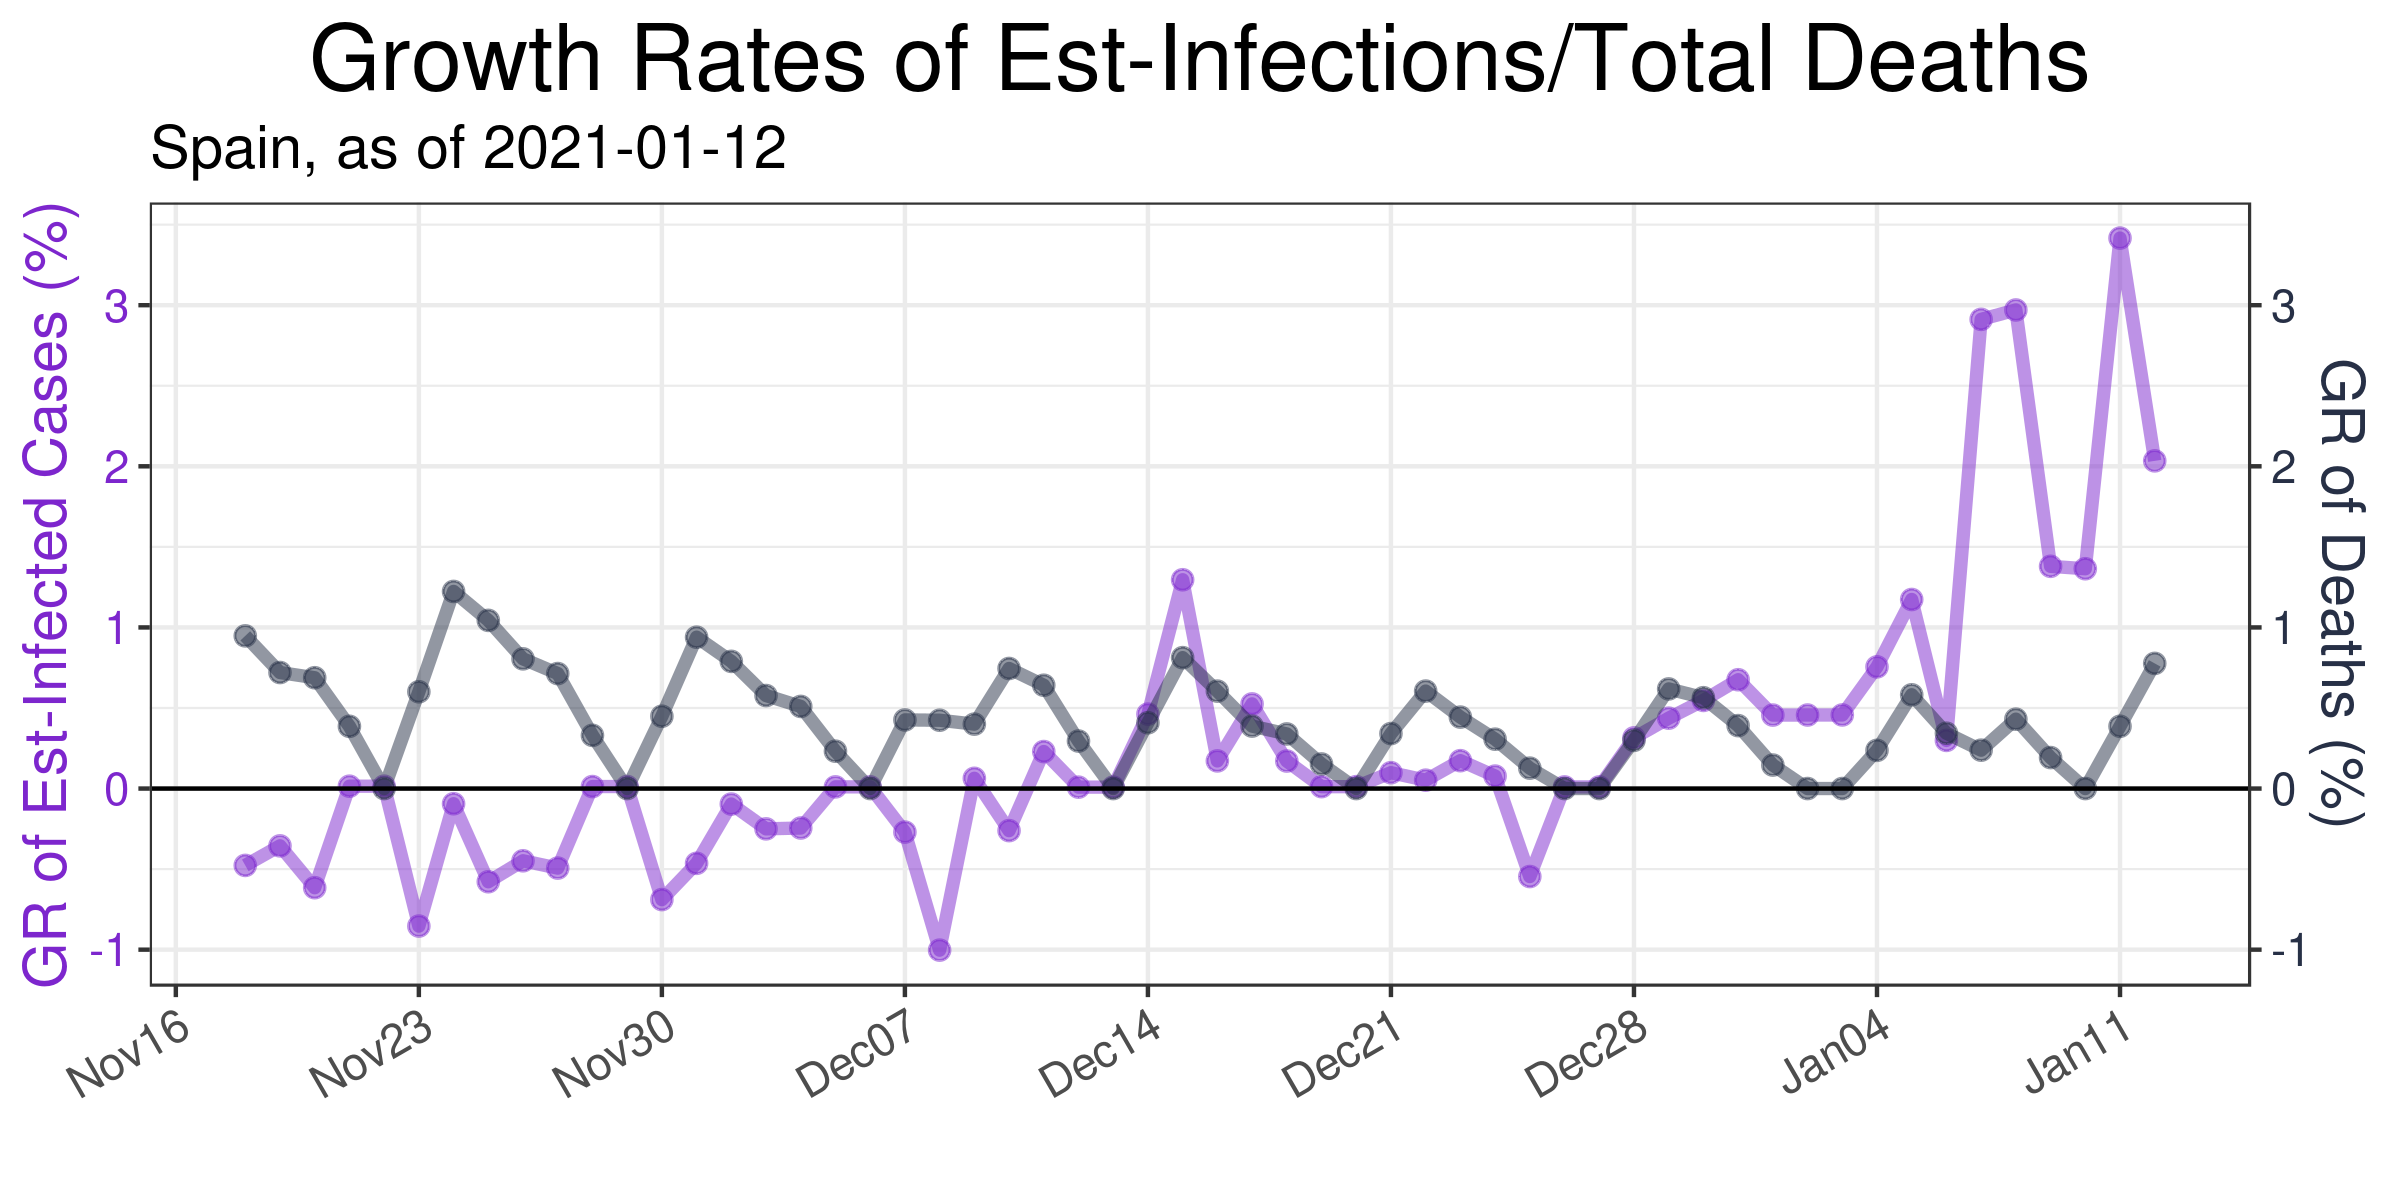 Growth Rates of Est-Infections/Total Deaths
Spain, as of 2021-01-12
GR of Est-Infected Cases (%)
3
2
1
0
-1
3
2
1
0
-1
GR of Deaths (%)
Nov16
Nov23
Nov30
Dec07
Dec14
Dec21
Dec28
Jan04
Jan11